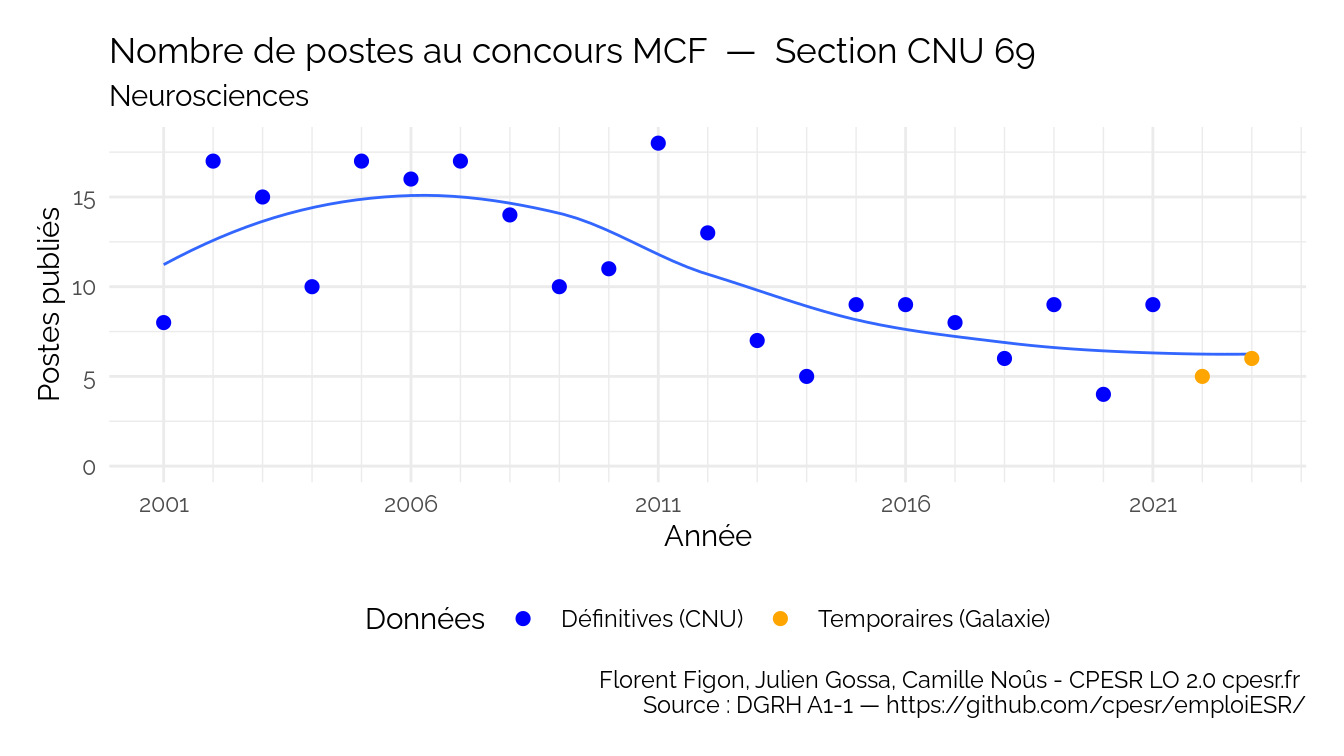 Nombre de postes au concours MCF — Section CNU 69
Neurosciences
Postes publiés
15
10
5
0
2001 2006 2011 2016 2021
Année
Données Définitives (CNU) Temporaires (Galaxie)
Florent Figon, Julien Gossa, Camille Noûs - CPESR LO 2.0 cpesr.fr
Source : DGRH A1-1 — https://github.com/cpesr/emploiESR/